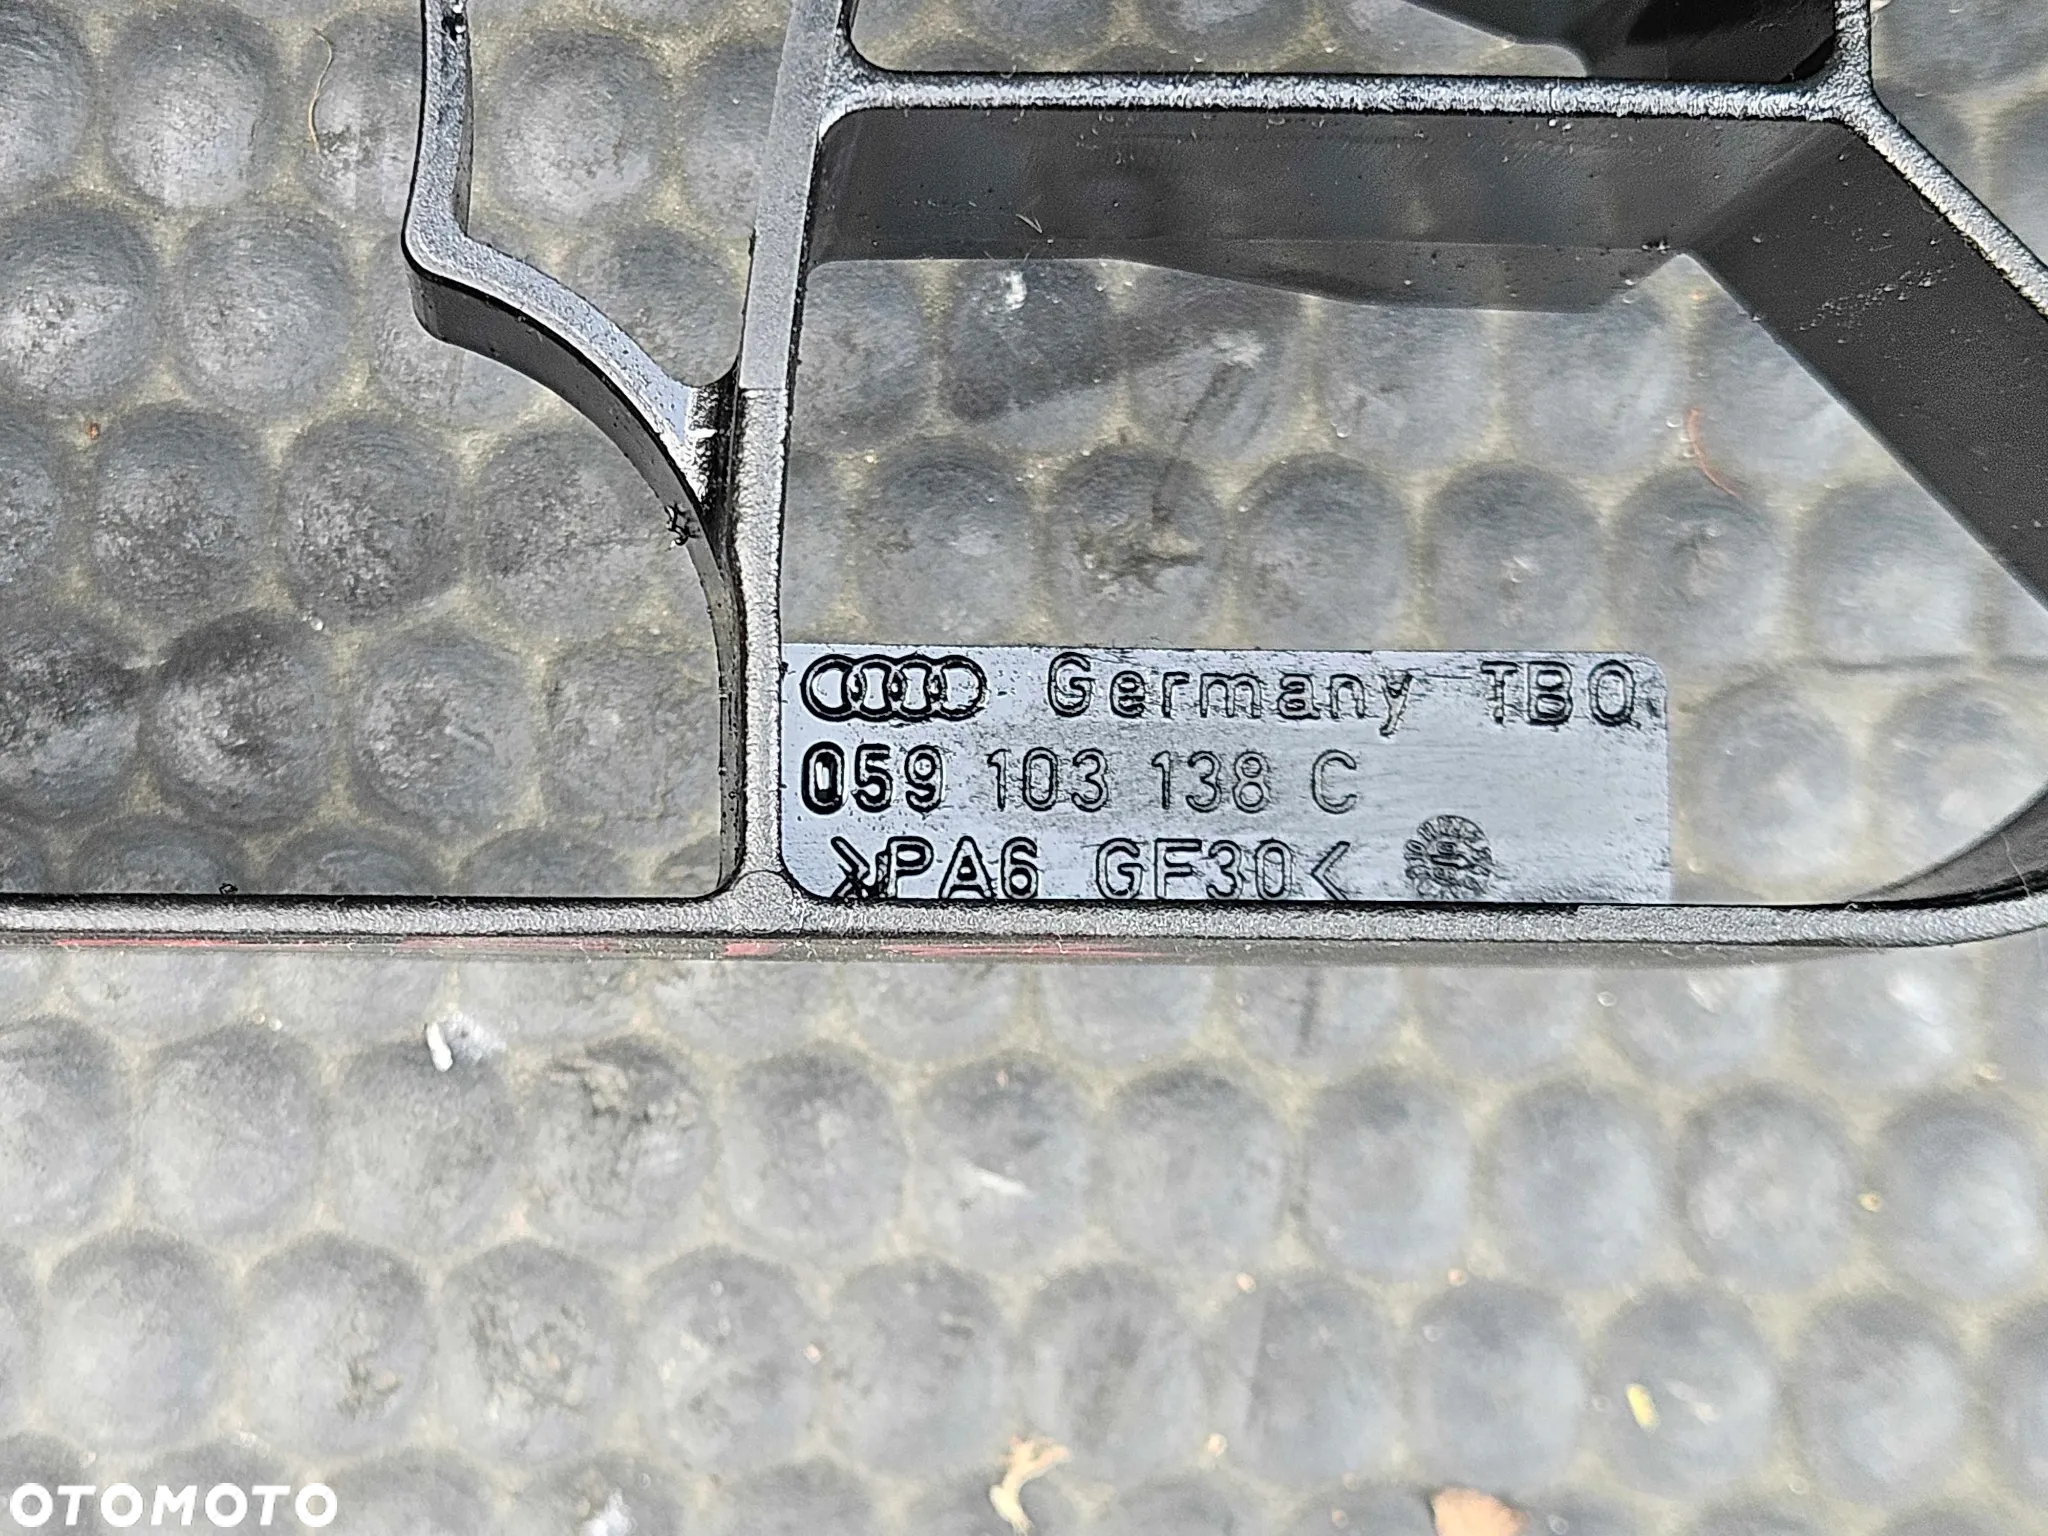 Germany TBO
059 103 138 C
>PA6 GF30<
OTOMOTO